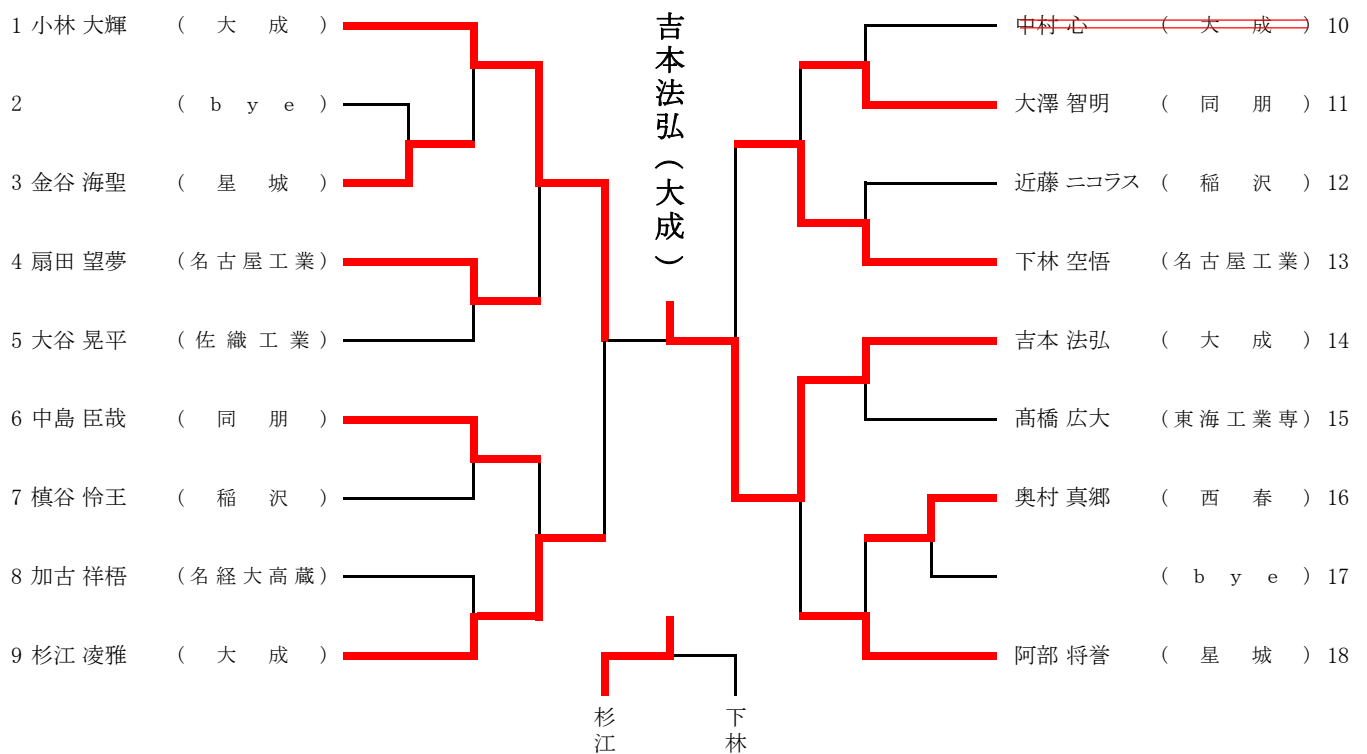 1 小林 大輝 ( 大 成 )
2 ( b y e )
3 金谷 海聖 ( 星 城 )
4 扇田 望夢 (名古屋工業)
5 大谷 晃平 (佐織工業)
6 中島 臣哉 ( 同 朋 )
7 槙谷 怜王 ( 稲 沢 )
8 加古 祥梧 (名経大高蔵)
9 杉江 凌雅 ( 大 成 )
吉本法弘(大成)
中村 心 ( 大 成 ) 10
大澤 智明 ( 同 朋 ) 11
近藤 ニコラス ( 稲 沢 ) 12
下林 空悟 (名古屋工業) 13
吉本 法弘 ( 大 成 ) 14
髙橋 広大 (東海工業専) 15
奥村 真郷 ( 西 春 ) 16
( b y e ) 17
阿部 将誉 ( 星 城 ) 18
杉江
下林